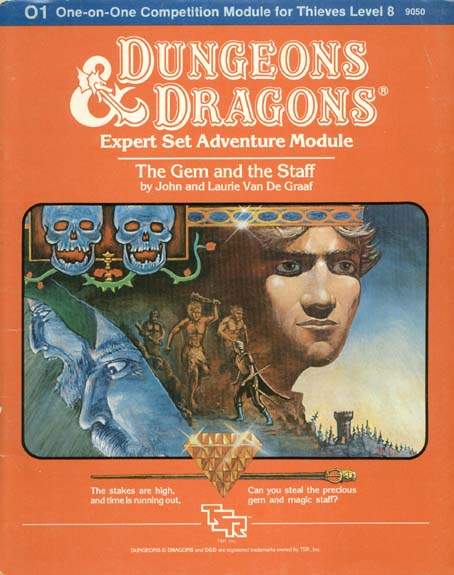 O1 One-on-One Competition Module for Thieves Level 8 9050
DUNGEONS
& DRAGONS®
Expert Set Adventure Module
The Gem and the Staff
by John and Laurie Van De Graaf
The stakes are high,
and time is running out.
Can you steal the precious
gem and magic staff?
TSR
TSR, Inc.
DUNGEONS & DRAGONS and D&D are registered trademarks owned by TSR, Inc.